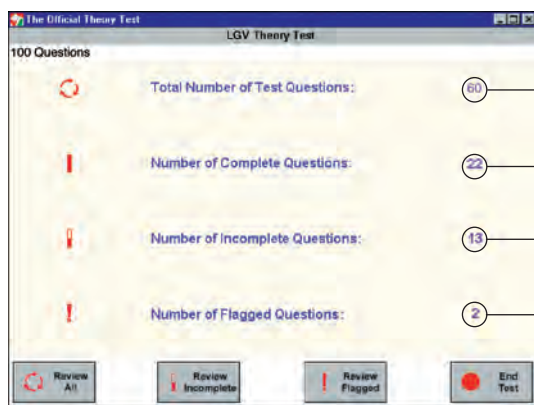 The Official Theory Test
LGV Theory Test
100 Questions
Total Number of Test Questions: 60
Number of Complete Questions: 22
Number of Incomplete Questions: 13
Number of Flagged Questions: 2
Review All
Review Incomplete
Review Flagged
End Test